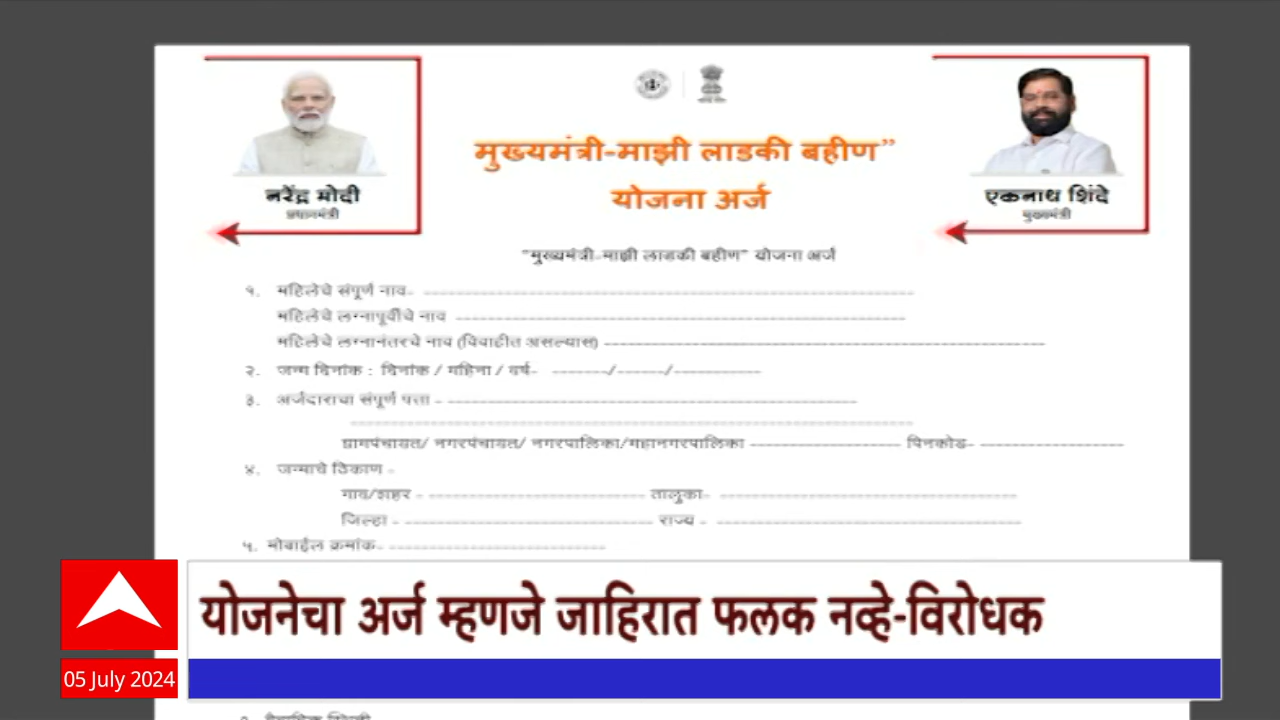 मुख्यमंत्री-माझी लाडकी बहीण”
योजना अर्ज
नरेंद्र मोदी
प्रधानमंत्री
एकनाथ शिंदे
मुख्यमंत्री
"मुख्यमंत्री-माझी लाडकी बहीण" योजना अर्ज
१. महिलेचे संपूर्ण नाव-
महिलेचे लग्नापूर्वीचे नाव
महिलेचे लग्नानंतरचे नाव (विवाहीत असल्यास)
२. जन्म दिनांक : दिनांक / महिना / वर्ष- / /
३. अर्जदाराचा संपूर्ण पत्ता -
ग्रामपंचायत/ नगरपंचायत/ नगरपालिका/महानगरपालिका पिनकोड-
४. जन्माचे ठिकाण -
गाव/शहर - तालुका-
जिल्हा - राज्य -
५. मोबाईल क्रमांक-
योजनेचा अर्ज म्हणजे जाहिरात फलक नव्हे-विरोधक
05 July 2024